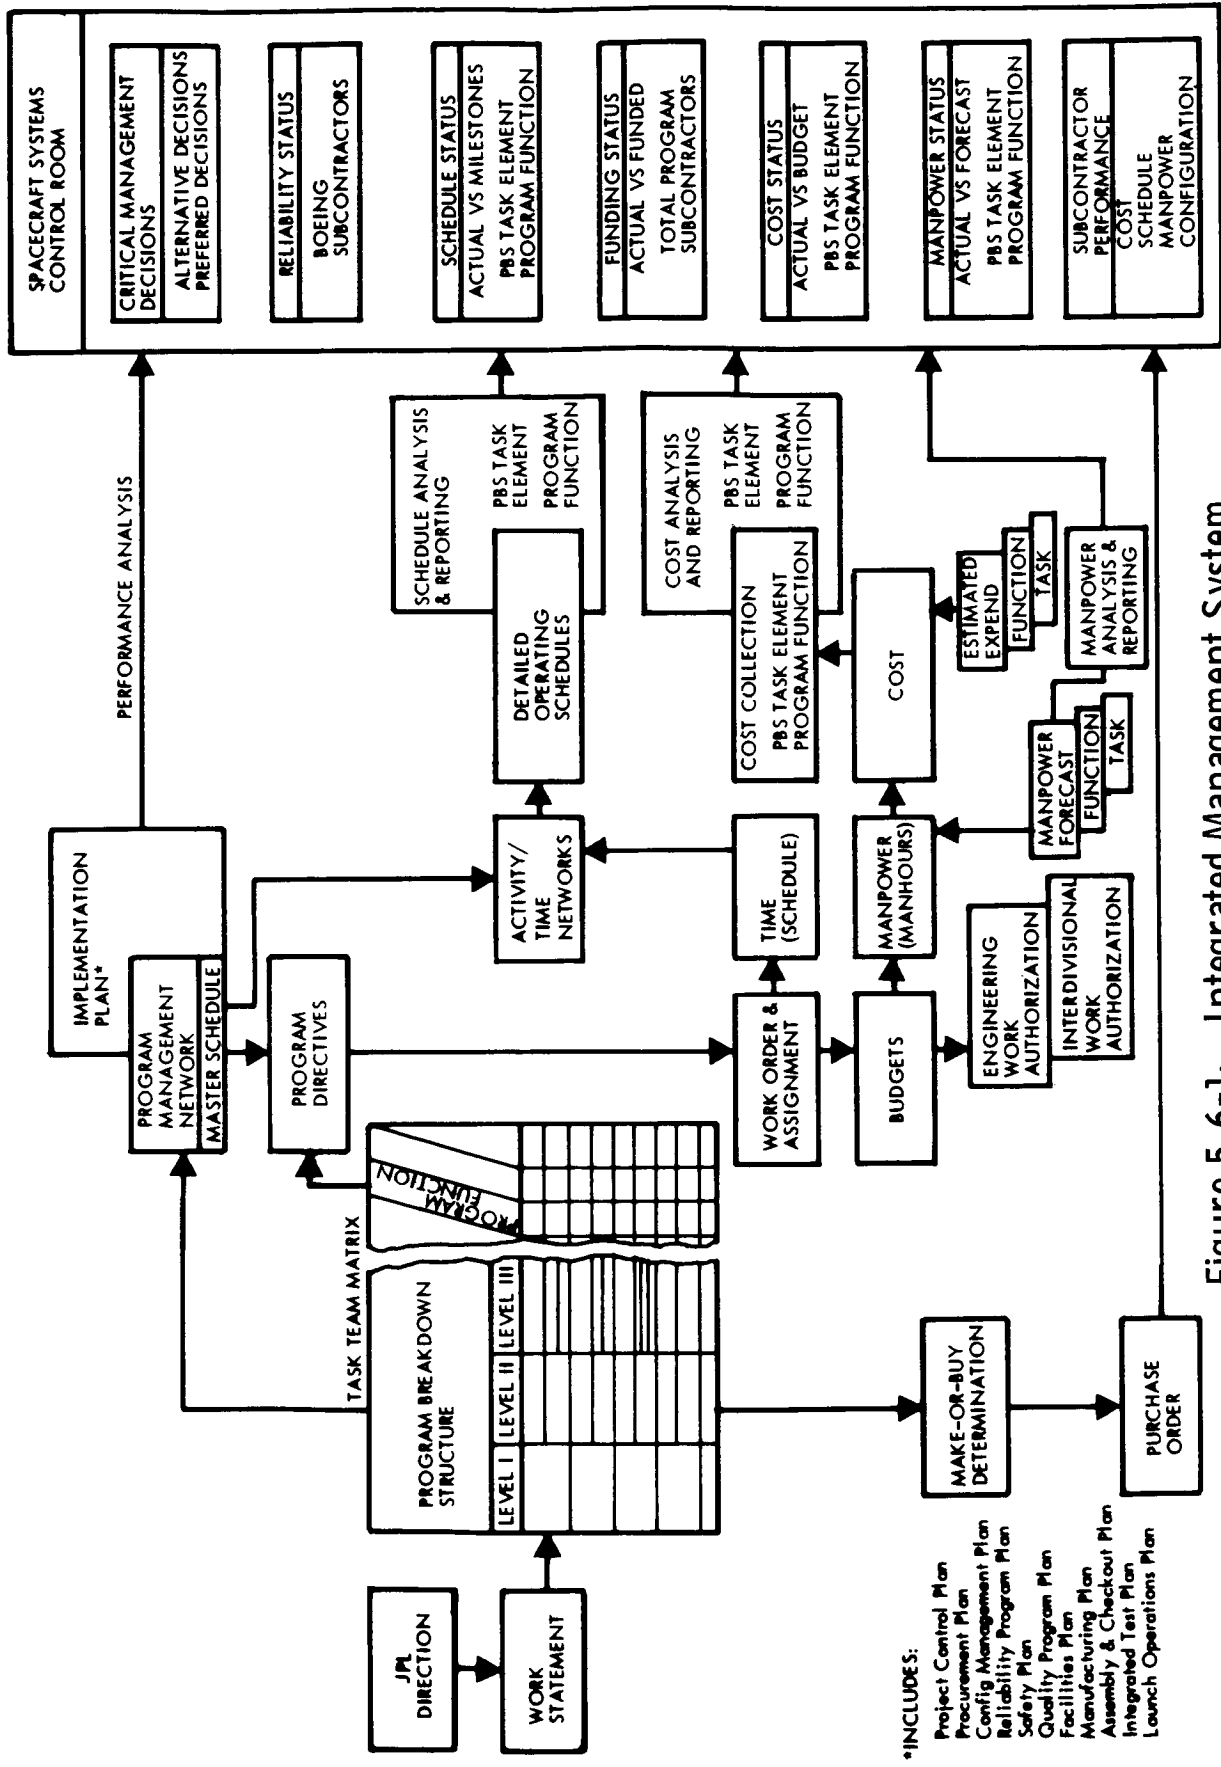 JPL
DIRECTION
WORK
STATEMENT
*INCLUDES:
Project Control Plan
Procurement Plan
Config Management Plan
Reliability Program Plan
Safety Plan
Quality Program Plan
Facilities Plan
Manufacturing Plan
Assembly & Checkout Plan
Integrated Test Plan
Launch Operations Plan
TASK TEAM MATRIX
PROGRAM BREAKDOWN
STRUCTURE
LEVEL I
LEVEL II
LEVEL III
PROGRAM
FUNCTION
MAKE-OR-BUY
DETERMINATION
PURCHASE
ORDER
IMPLEMENTATION
PLAN*
PROGRAM
MANAGEMENT
NETWORK
MASTER SCHEDULE
PROGRAM
DIRECTIVES
WORK ORDER &
ASSIGNMENT
BUDGETS
ENGINEERING
WORK
AUTHORIZATION
INTERDIVISIONAL
WORK
AUTHORIZATION
ACTIVITY/
TIME
NETWORKS
TIME
(SCHEDULE)
MANPOWER
(MANHOURS)
MANPOWER
FORECAST
FUNCTION
TASK
PERFORMANCE ANALYSIS
SCHEDULE ANALYSIS
& REPORTING
PBS TASK
ELEMENT
PROGRAM
FUNCTION
DETAILED
OPERATING
SCHEDULES
COST ANALYSIS
AND REPORTING
PBS TASK
ELEMENT
PROGRAM
FUNCTION
COST COLLECTION
PBS TASK ELEMENT
PROGRAM FUNCTION
COST
ESTIMATED
EXPEND
FUNCTION
TASK
MANPOWER
ANALYSIS &
REPORTING
SPACECRAFT SYSTEMS
CONTROL ROOM
CRITICAL MANAGEMENT
DECISIONS
ALTERNATIVE DECISIONS
PREFERRED DECISIONS
RELIABILITY STATUS
BOEING
SUBCONTRACTORS
SCHEDULE STATUS
ACTUAL VS MILESTONES
PBS TASK ELEMENT
PROGRAM FUNCTION
FUNDING STATUS
ACTUAL VS FUNDED
TOTAL PROGRAM
SUBCONTRACTORS
COST STATUS
ACTUAL VS BUDGET
PBS TASK ELEMENT
PROGRAM FUNCTION
MANPOWER STATUS
ACTUAL VS FORECAST
PBS TASK ELEMENT
PROGRAM FUNCTION
SUBCONTRACTOR
PERFORMANCE
COST
SCHEDULE
MANPOWER
CONFIGURATION
Figure 5.6-1: Integrated Management System